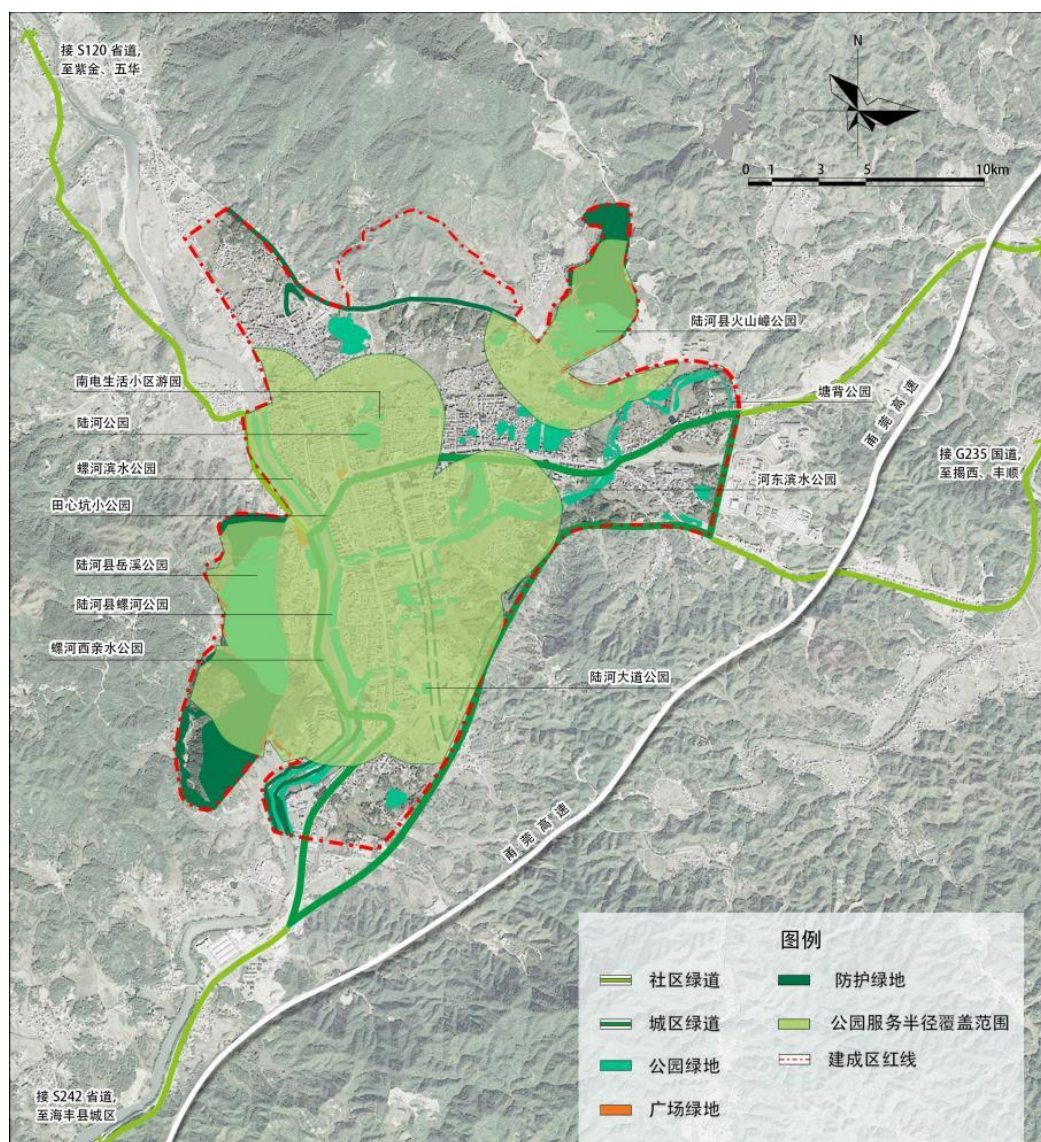 接 S120 省道,
至紫金、五华
N
0 1 3 5 10km
陆河县火山嶂公园
南电生活小区游园
塘背公园
陆河公园
甬莞高速
螺河滨水公园
接 G235 国道,
至揭西、丰顺
河东滨水公园
田心坑小公园
陆河县岳溪公园
陆河县螺河公园
螺河西亲水公园
陆河大道公园
甬莞高速
图例
社区绿道
防护绿地
城区绿道
公园服务半径覆盖范围
公园绿地
建成区红线
广场绿地
接 S242 省道,
至海丰县城区